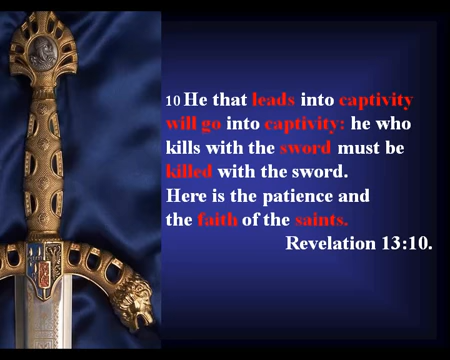 10 He that leads into captivity
will go into captivity: he who
kills with the sword must be
killed with the sword.
Here is the patience and
the faith of the saints.
Revelation 13:10.